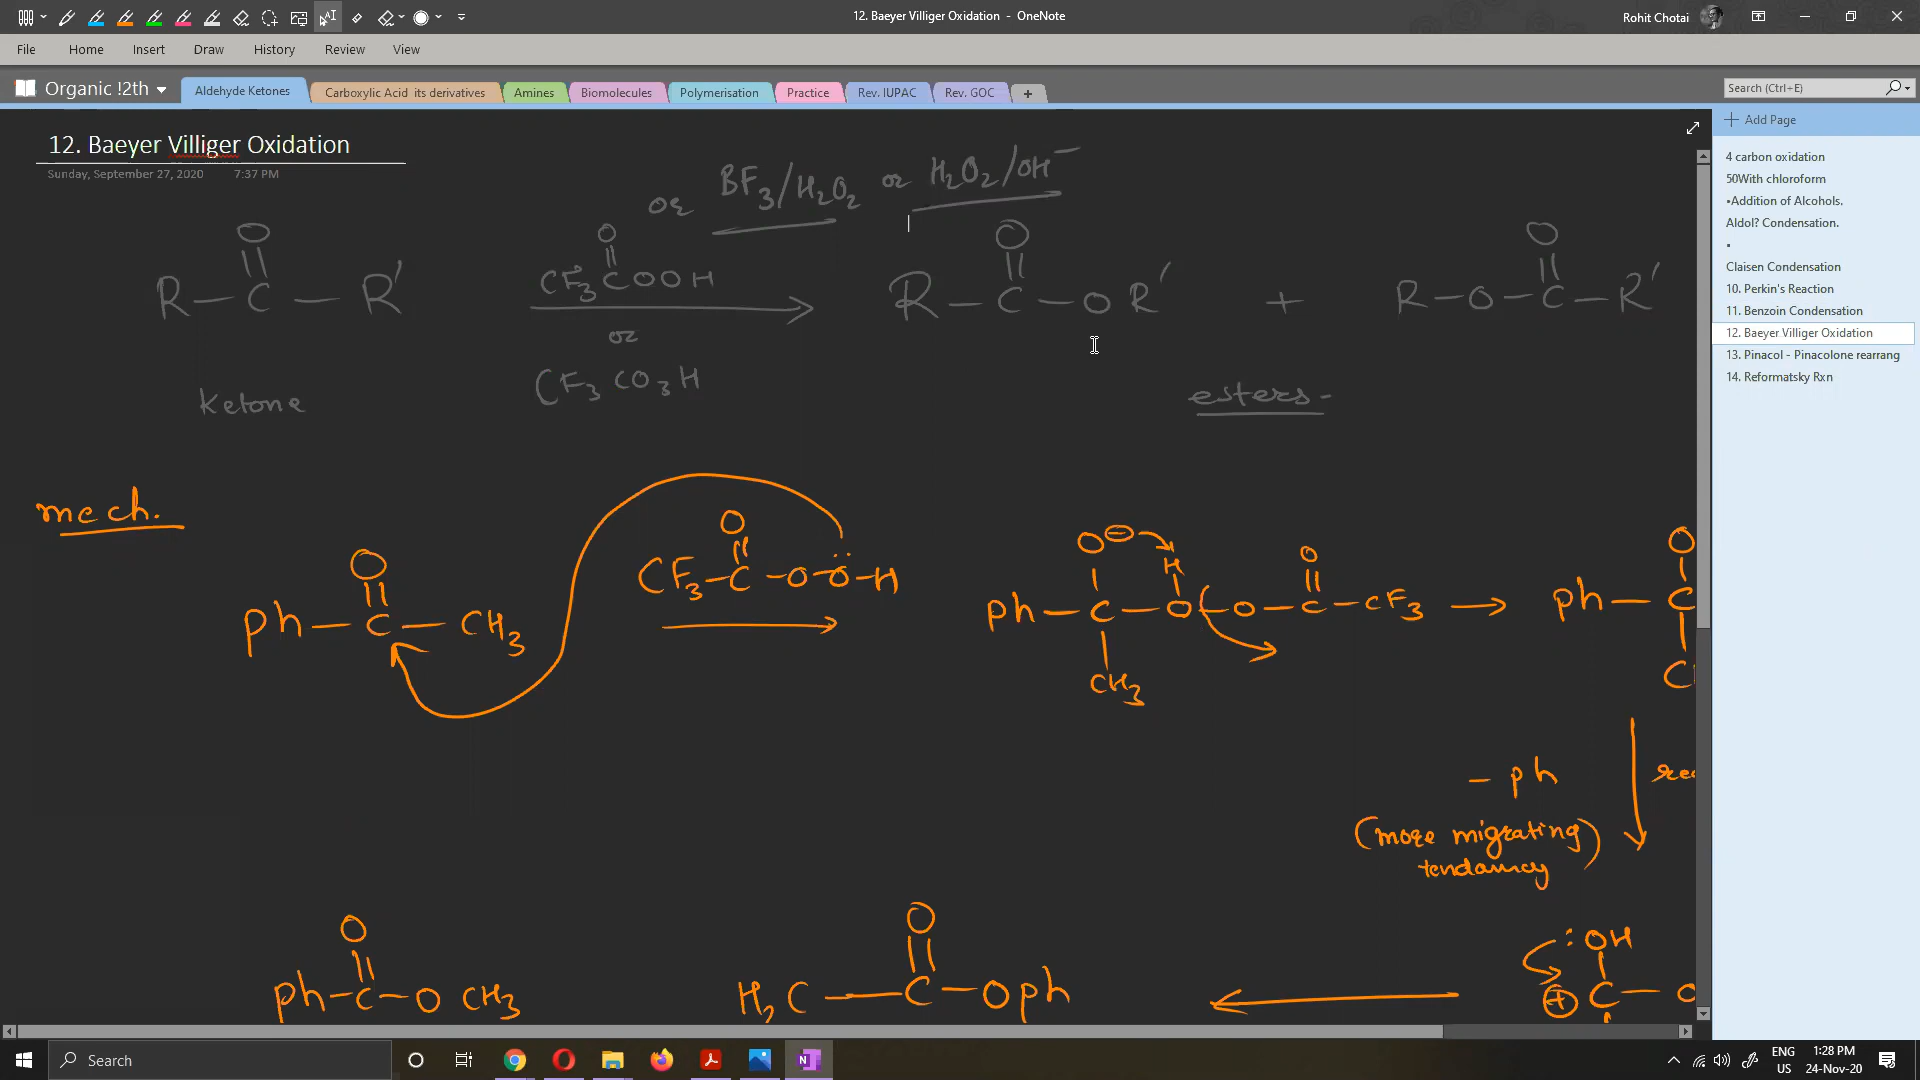 12. Baeyer Villiger Oxidation - OneNote
Rohit Chotai
File Home Insert Draw History Review View
Organic !2th
Aldehyde Ketones
Carboxylic Acid its derivatives
Amines
Biomolecules
Polymerisation
Practice
Rev. IUPAC
Rev. GOC
Search (Ctrl+E)
12. Baeyer Villiger Oxidation
Sunday, September 27, 2020 7:37 PM
or BF3/H2O2 or H2O2/OH−
O O O O
R—C—R' CF3COOH R—C—OR' + R—O—C—R'
or
CF3CO3H
Ketone
esters-
mech.
O O O⊖ H O O
Ph—C—CH3 CF3—C—O—Ö—H Ph—C—O—O—C—CF3 → Ph—C
CH3 C
- ph
(more migrating
tendancy)
O O :OH
Ph—C—O CH3 H3C—C—OPh ⊕C—O
Add Page
4 carbon oxidation
50With chloroform
•Addition of Alcohols.
Aldol? Condensation.
•
Claisen Condensation
10. Perkin's Reaction
11. Benzoin Condensation
12. Baeyer Villiger Oxidation
13. Pinacol - Pinacolone rearrang
14. Reformatsky Rxn
Search
ENG
US
1:28 PM
24-Nov-20